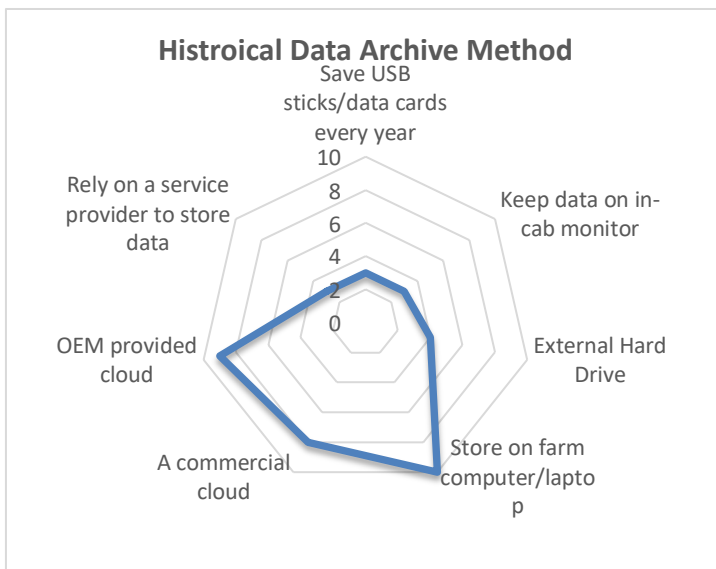 Histroical Data Archive Method
Save USB
sticks/data cards
every year
10
8
6
4
2
0
Keep data on in-
cab monitor
External Hard
Drive
Store on farm
computer/lapto
p
A commercial
cloud
OEM provided
cloud
Rely on a service
provider to store
data